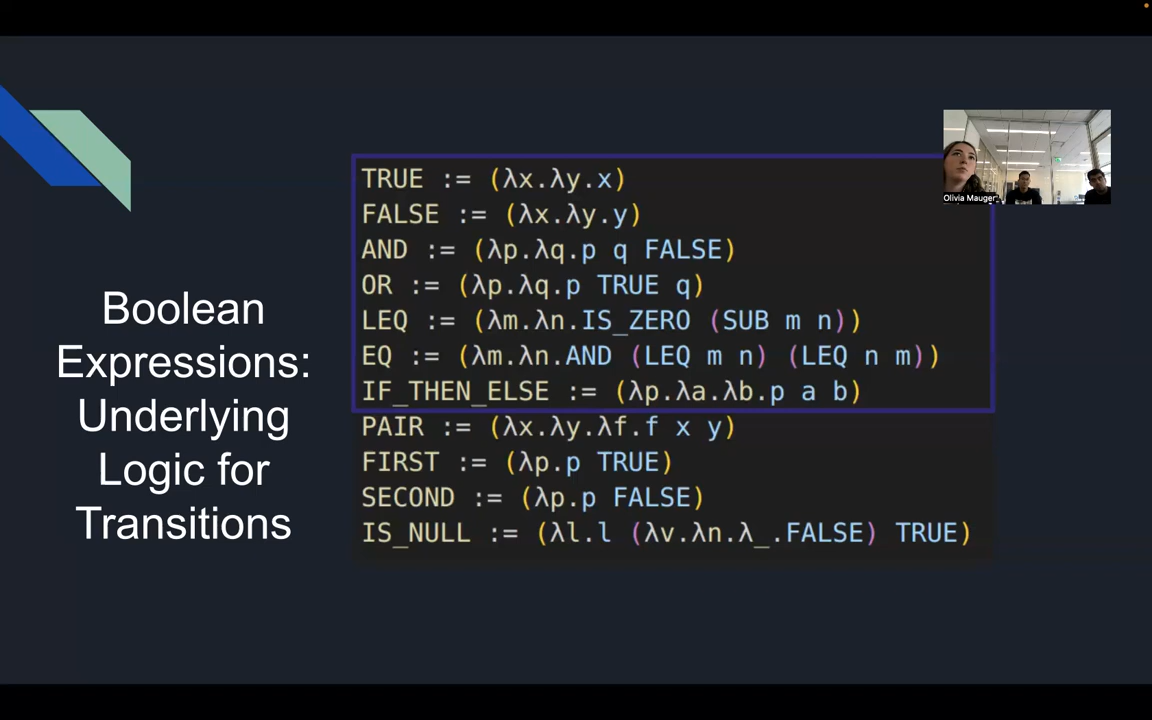 Boolean
Expressions:
Underlying
Logic for
Transitions
TRUE := (λx.λy.x)
FALSE := (λx.λy.y)
AND := (λp.λq.p q FALSE)
OR := (λp.λq.p TRUE q)
LEQ := (λm.λn.IS_ZERO (SUB m n))
EQ := (λm.λn.AND (LEQ m n) (LEQ n m))
IF_THEN_ELSE := (λp.λa.λb.p a b)
PAIR := (λx.λy.λf.f x y)
FIRST := (λp.p TRUE)
SECOND := (λp.p FALSE)
IS_NULL := (λl.l (λv.λn.λ_.FALSE) TRUE)
Olivia Mauger